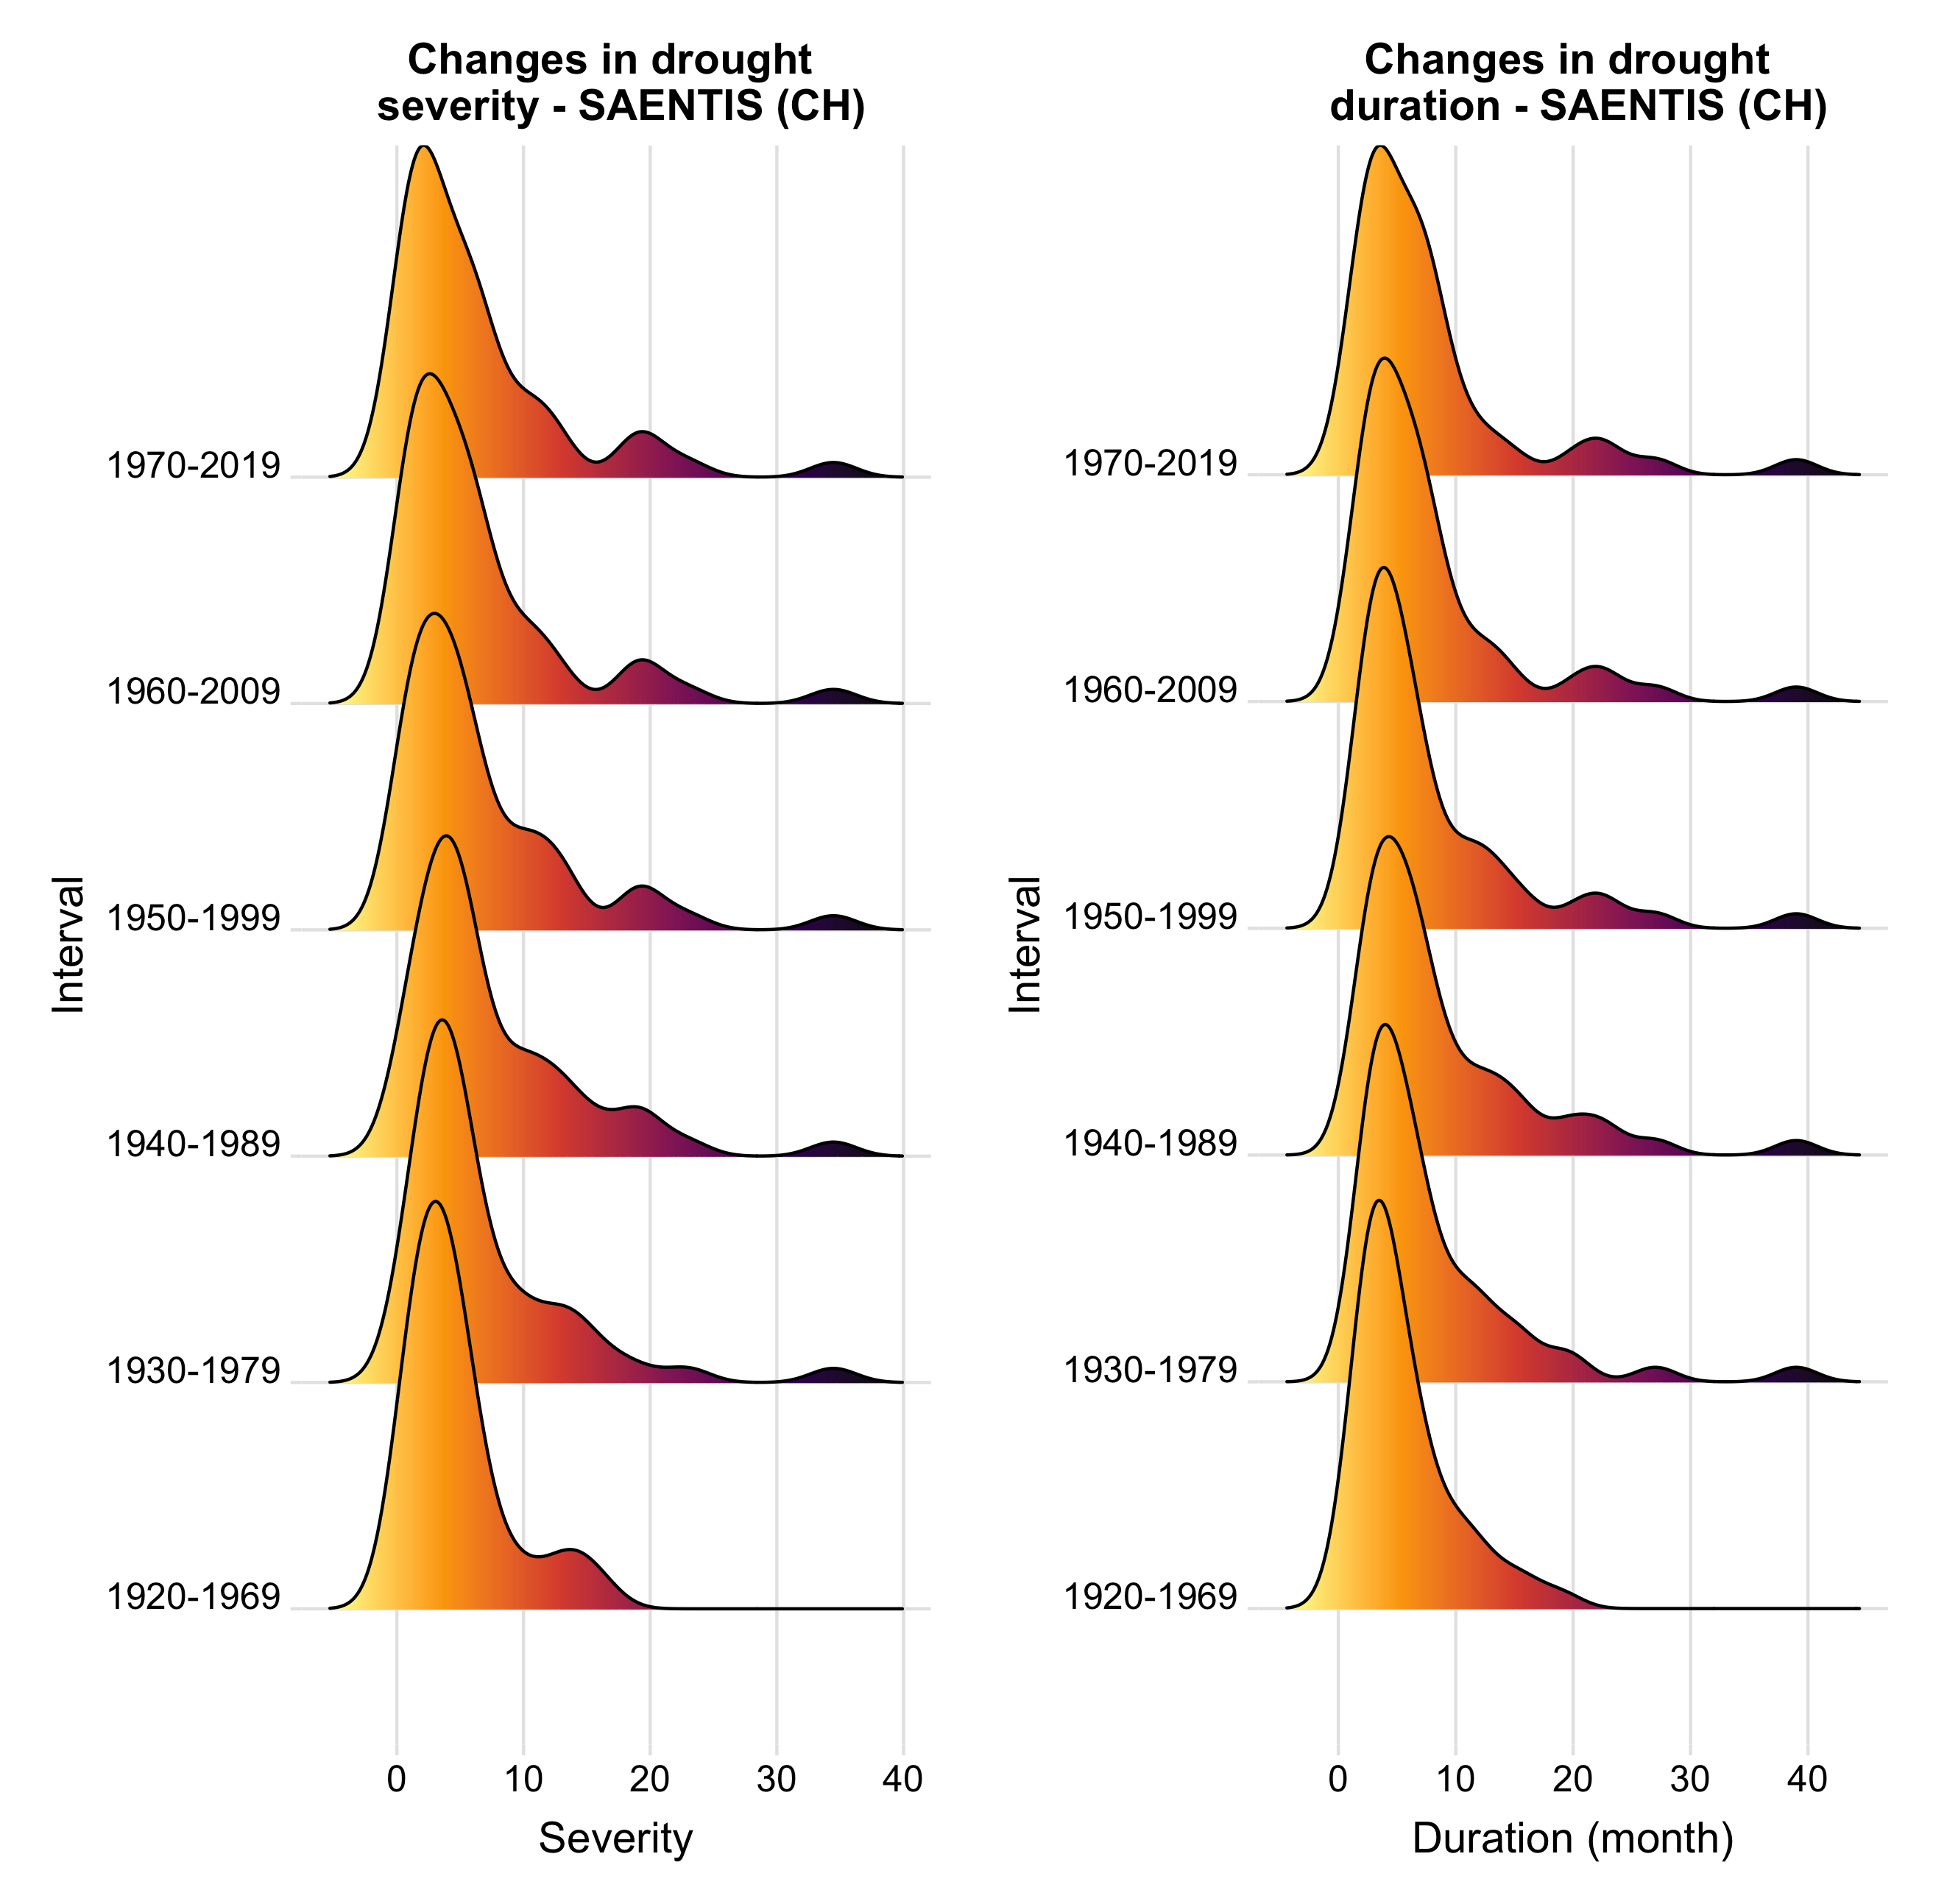 Changes in drought
severity - SAENTIS (CH)
1970-2019
1960-2009
1950-1999
1940-1989
1930-1979
1920-1969
Interval
0 10 20 30 40
Severity
Changes in drought
duration - SAENTIS (CH)
1970-2019
1960-2009
1950-1999
1940-1989
1930-1979
1920-1969
Interval
0 10 20 30 40
Duration (month)